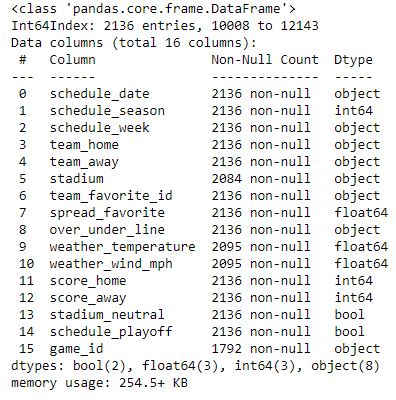 <class 'pandas.core.frame.DataFrame'>
Int64Index: 2136 entries, 10008 to 12143
Data columns (total 16 columns):
 #   Column               Non-Null Count  Dtype
---  ------               --------------  -----
 0   schedule_date        2136 non-null   object
 1   schedule_season      2136 non-null   int64
 2   schedule_week        2136 non-null   object
 3   team_home            2136 non-null   object
 4   team_away            2136 non-null   object
 5   stadium              2084 non-null   object
 6   team_favorite_id     2136 non-null   object
 7   spread_favorite      2136 non-null   float64
 8   over_under_line      2136 non-null   object
 9   weather_temperature  2095 non-null   float64
 10  weather_wind_mph     2095 non-null   float64
 11  score_home           2136 non-null   int64
 12  score_away           2136 non-null   int64
 13  stadium_neutral      2136 non-null   bool
 14  schedule_playoff     2136 non-null   bool
 15  game_id              1792 non-null   object
dtypes: bool(2), float64(3), int64(3), object(8)
memory usage: 254.5+ KB